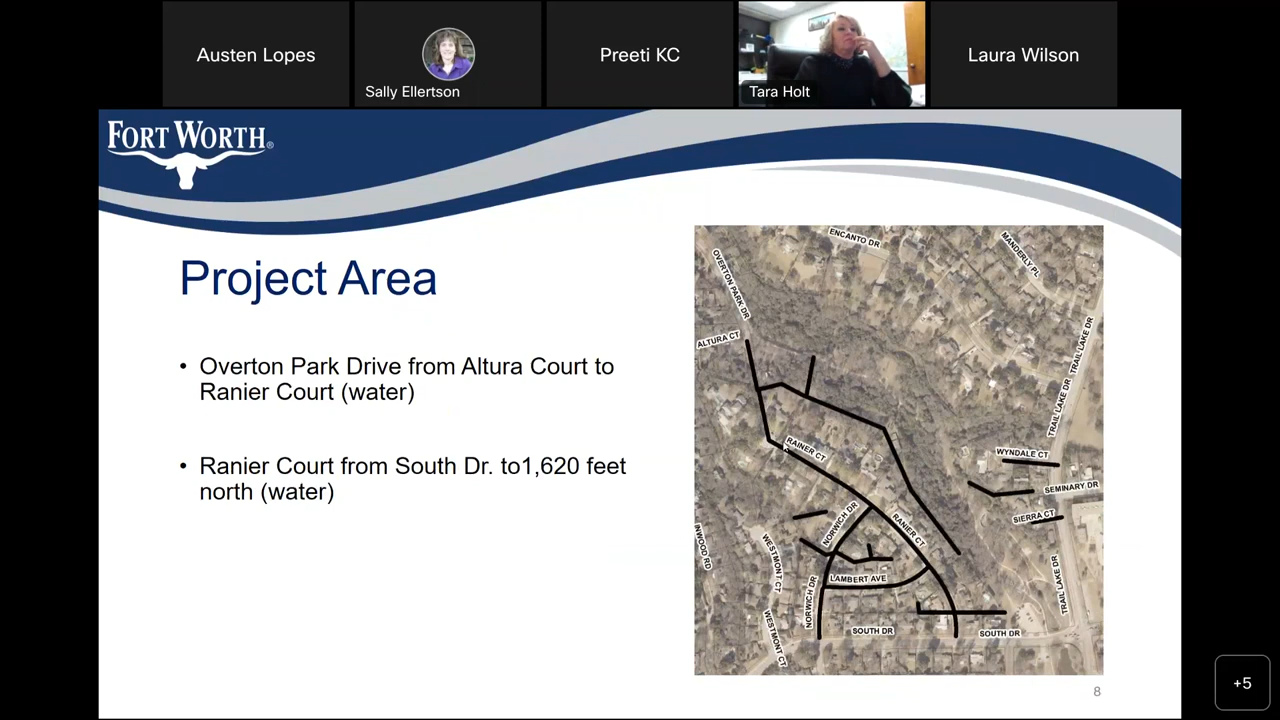 Austen Lopes
Sally Ellertson
Preeti KC
Tara Holt
Laura Wilson
FORT WORTH®
Project Area
• Overton Park Drive from Altura Court to
Ranier Court (water)
• Ranier Court from South Dr. to1,620 feet
north (water)
ENCANTO DR
MANDERLY PL
OVERTON PARK DR
ALTURA CT
TRAIL LAKE DR
TRAIL LAKE DR
RAINER CT
WYNDALE CT
SEMINARY DR
SIERRA CT
NORWICH DR
RANIER CT
INWOOD RD
WESTMONT CT
LAMBERT AVE
NORWICH DR
TRAIL LAKE DR
WESTMONT CT
SOUTH DR
SOUTH DR
8
+5